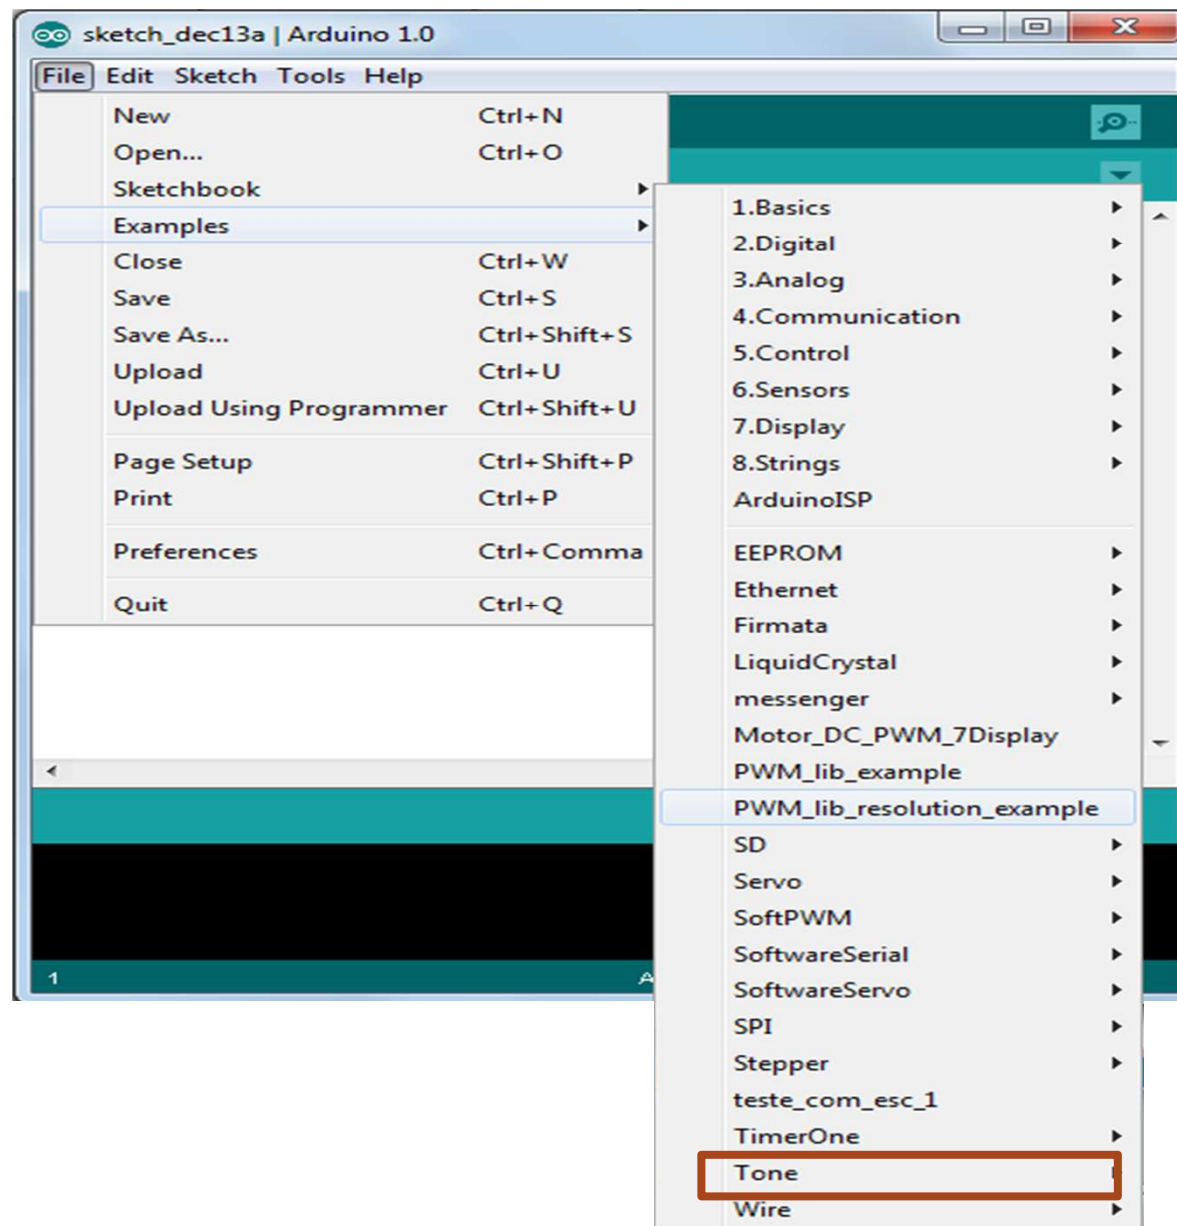 sketch_dec13a | Arduino 1.0
File Edit Sketch Tools Help
New Ctrl+N
Open... Ctrl+O
Sketchbook
Examples
Close Ctrl+W
Save Ctrl+S
Save As... Ctrl+Shift+S
Upload Ctrl+U
Upload Using Programmer Ctrl+Shift+U
Page Setup Ctrl+Shift+P
Print Ctrl+P
Preferences Ctrl+Comma
Quit Ctrl+Q
1.Basics
2.Digital
3.Analog
4.Communication
5.Control
6.Sensors
7.Display
8.Strings
ArduinoISP
EEPROM
Ethernet
Firmata
LiquidCrystal
messenger
Motor_DC_PWM_7Display
PWM_lib_example
PWM_lib_resolution_example
SD
Servo
SoftPWM
SoftwareSerial
SoftwareServo
SPI
Stepper
teste_com_esc_1
TimerOne
Tone
Wire
1